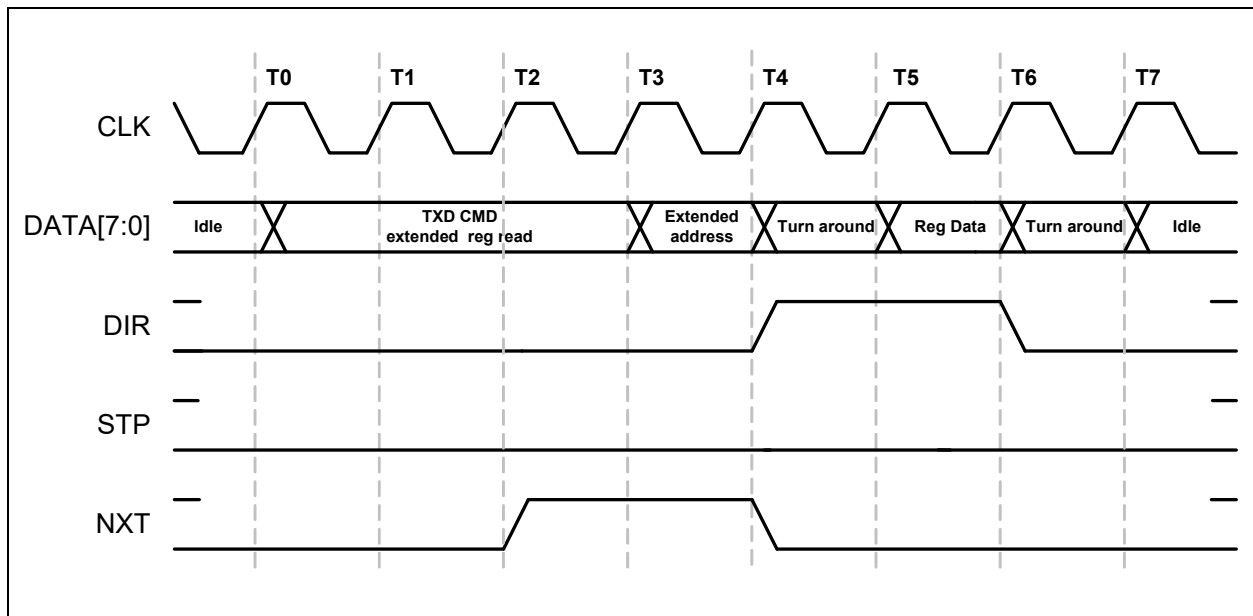 T0 T1 T2 T3 T4 T5 T6 T7
CLK
DATA[7:0]
Idle
TXD CMD
extended reg read
Extended
address
Turn around
Reg Data
Turn around
Idle
DIR
STP
NXT